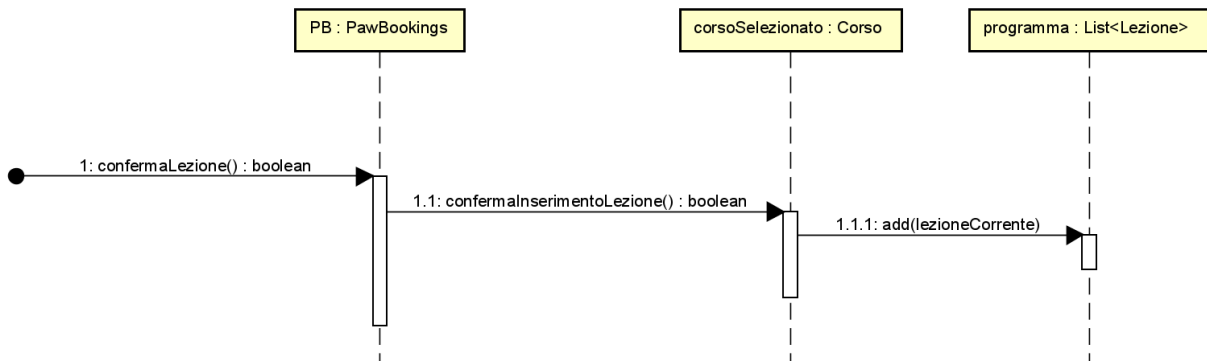 PB : PawBookings
corsoSelezionato : Corso
programma : List<Lezione>
1: confermaLezione() : boolean
1.1: confermaInserimentoLezione() : boolean
1.1.1: add(lezioneCorrente)